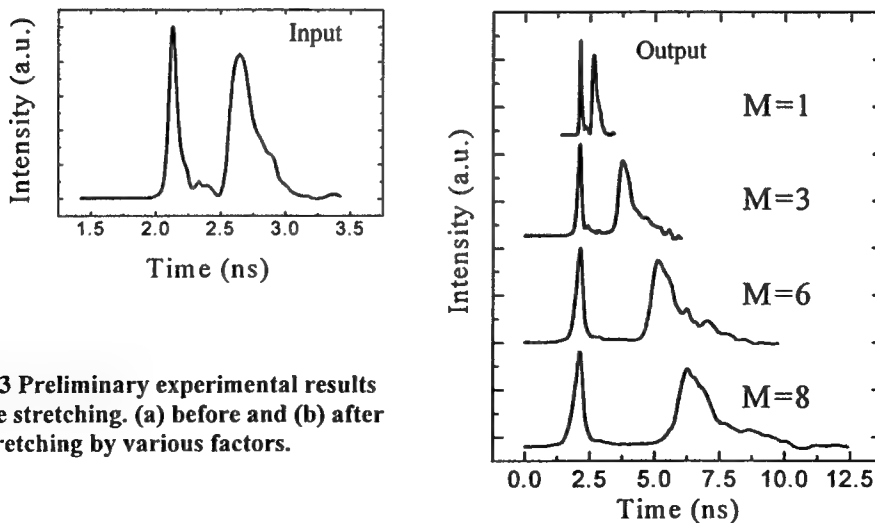 Input
Intensity (a.u.)
1.5 2.0 2.5 3.0 3.5
Time (ns)
3 Preliminary experimental results
e stretching. (a) before and (b) after
retching by various factors.
Output
M=1
M=3
M=6
M=8
Intensity (a.u.)
0.0 2.5 5.0 7.5 10.0 12.5
Time (ns)